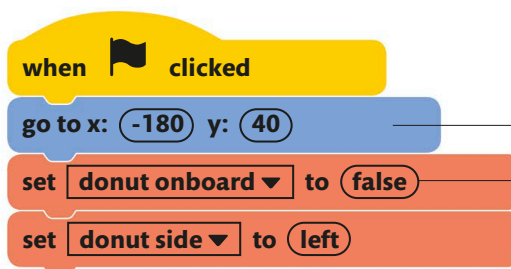 when clicked
go to x: -180 y: 40
set donut onboard to false
set donut side to left